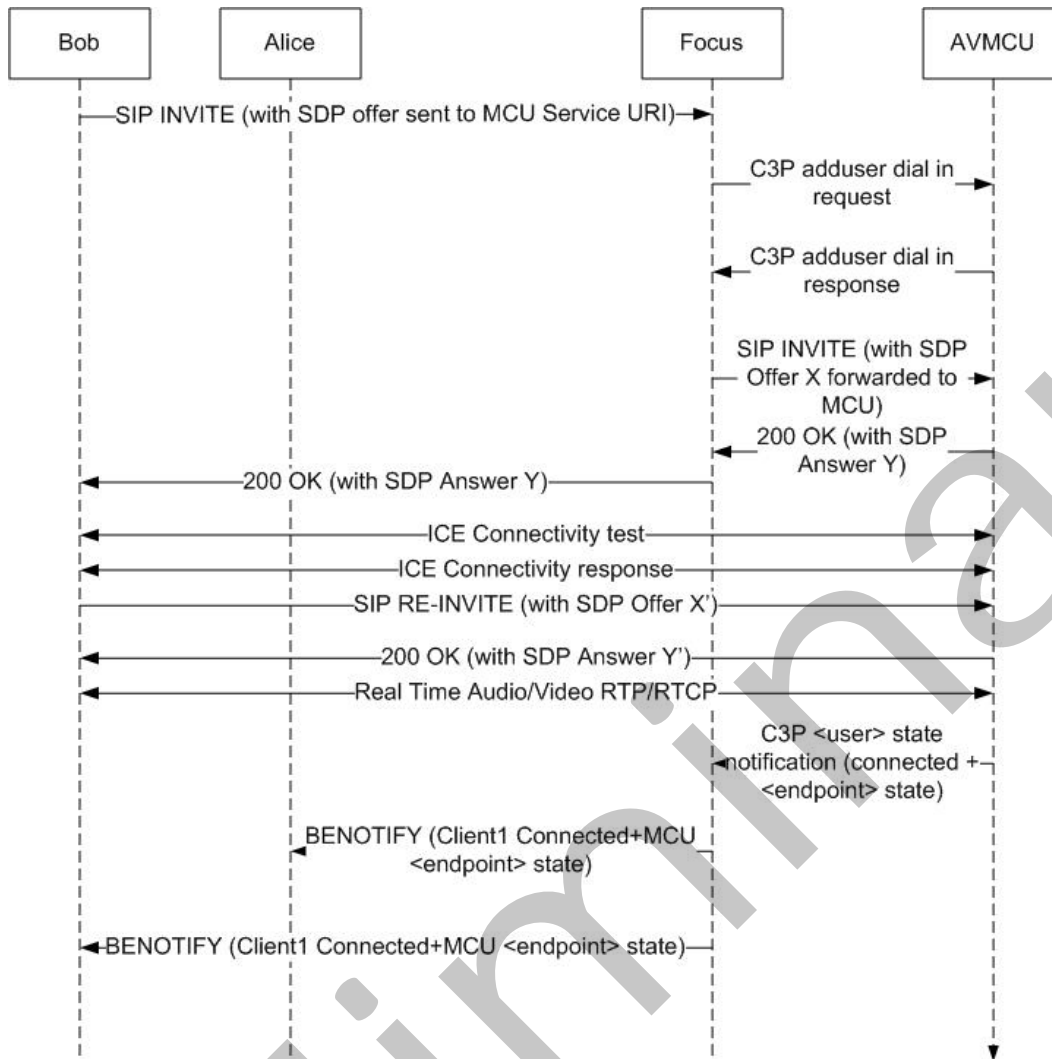 Bob
Alice
Focus
AVMCU
SIP INVITE (with SDP offer sent to MCU Service URI)
C3P adduser dial in
request
C3P adduser dial in
response
SIP INVITE (with SDP
Offer X forwarded to
MCU)
200 OK (with SDP
Answer Y)
200 OK (with SDP Answer Y)
ICE Connectivity test
ICE Connectivity response
SIP RE-INVITE (with SDP Offer X')
200 OK (with SDP Answer Y')
Real Time Audio/Video RTP/RTCP
C3P <user> state
notification (connected +
<endpoint> state)
BENOTIFY (Client1 Connected+MCU
<endpoint> state)
BENOTIFY (Client1 Connected+MCU <endpoint> state)